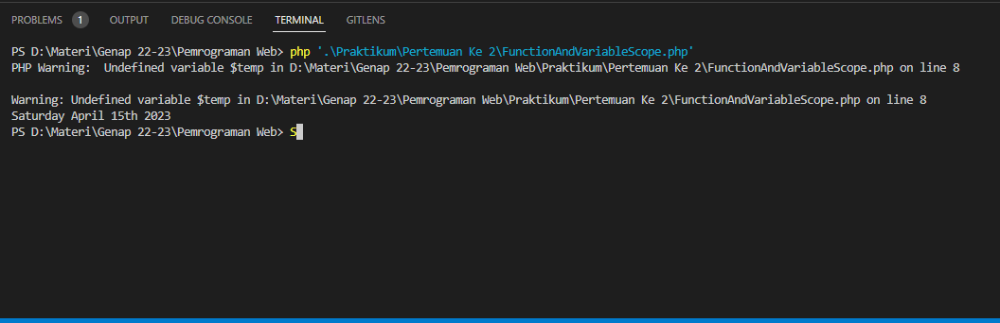 PROBLEMS 1 OUTPUT DEBUG CONSOLE TERMINAL GITLENS
PS D:\Materi\Genap 22-23\Pemrograman Web> php '.\Praktikum\Pertemuan Ke 2\FunctionAndVariableScope.php'
PHP Warning:  Undefined variable $temp in D:\Materi\Genap 22-23\Pemrograman Web\Praktikum\Pertemuan Ke 2\FunctionAndVariableScope.php on line 8
Warning: Undefined variable $temp in D:\Materi\Genap 22-23\Pemrograman Web\Praktikum\Pertemuan Ke 2\FunctionAndVariableScope.php on line 8
Saturday April 15th 2023
PS D:\Materi\Genap 22-23\Pemrograman Web> S